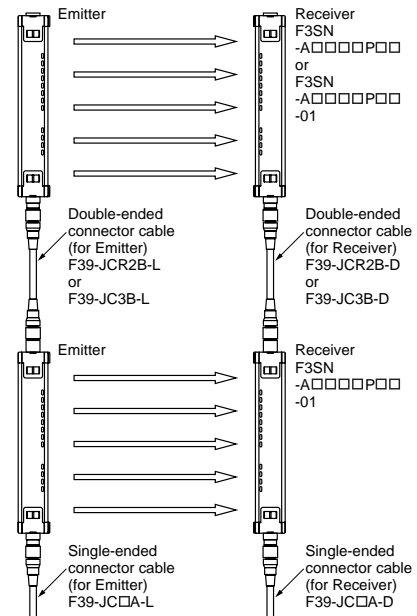 Emitter
Receiver
F3SN
-A□□□□P□□
or
F3SN
-A□□□□P□□
-01
Double-ended
connector cable
(for Emitter)
F39-JCR2B-L
or
F39-JC3B-L
Double-ended
connector cable
(for Receiver)
F39-JCR2B-D
or
F39-JC3B-D
Emitter
Receiver
F3SN
-A□□□□P□□
-01
Single-ended
connector cable
(for Emitter)
F39-JC□A-L
Single-ended
connector cable
(for Receiver)
F39-JC□A-D